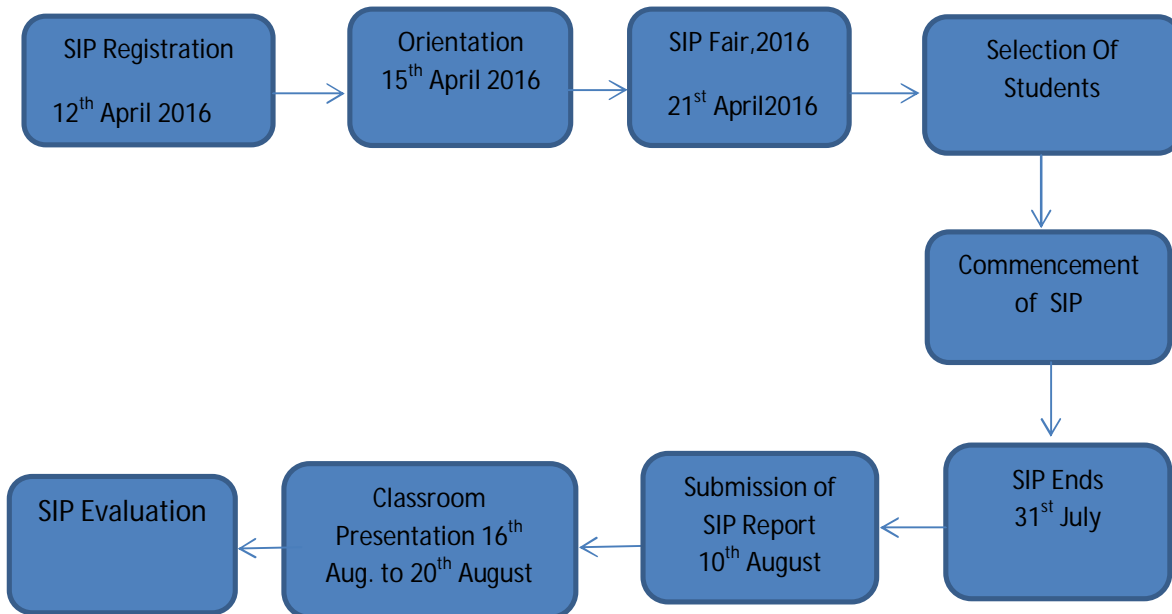 SIP Registration
12th April 2016
Orientation
15th April 2016
SIP Fair,2016
21st April2016
Selection Of
Students
Commencement
of SIP
SIP Ends
31st July
Submission of
SIP Report
10th August
Classroom
Presentation 16th
Aug. to 20th August
SIP Evaluation